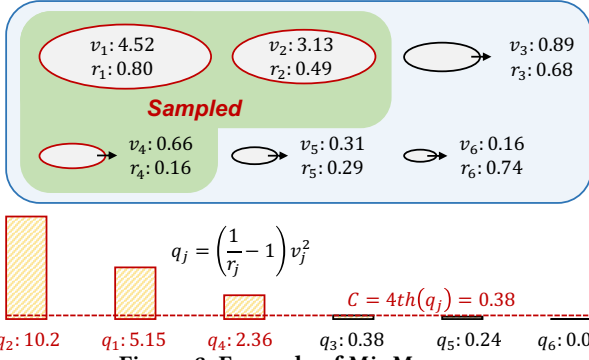 v₁: 4.52
r₁: 0.80
v₂: 3.13
r₂: 0.49
v₃: 0.89
r₃: 0.68
Sampled
v₄: 0.66
r₄: 0.16
v₅: 0.31
r₅: 0.29
v₆: 0.16
r₆: 0.74
qⱼ = (1/rⱼ − 1) vⱼ²
C = 4th(qⱼ) = 0.38
q₂: 10.2 q₁: 5.15 q₄: 2.36 q₃: 0.38 q₅: 0.24 q₆: 0.0